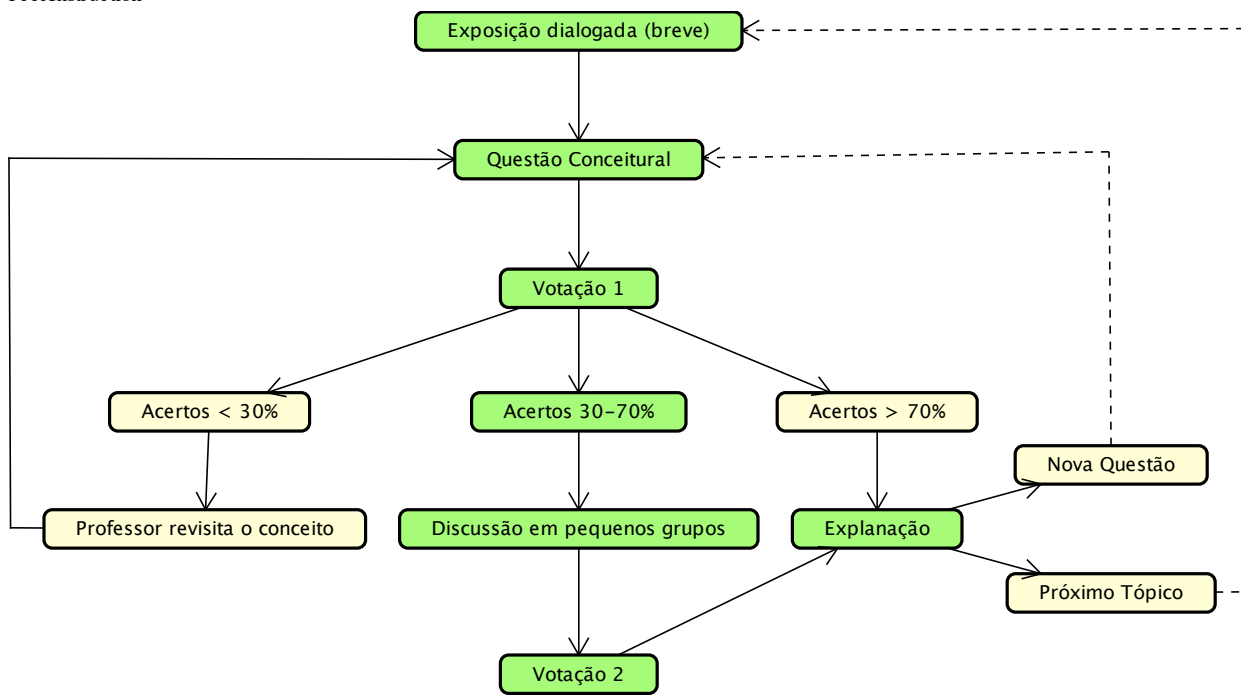 Exposição dialogada (breve)
Questão Conceitural
Votação 1
Acertos < 30%
Acertos 30-70%
Acertos > 70%
Nova Questão
Professor revisita o conceito
Discussão em pequenos grupos
Explanação
Próximo Tópico
Votação 2